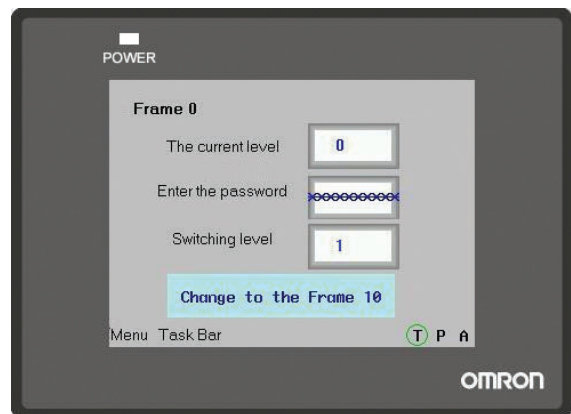 POWER
Frame 0
The current level 0
Enter the password
Switching level 1
Change to the Frame 10
Menu Task Bar T P A
OMRON